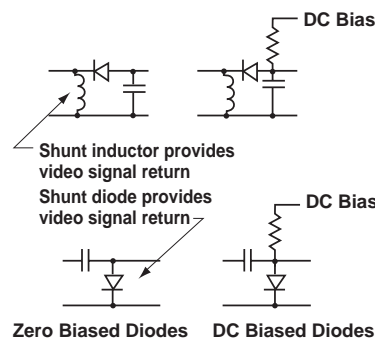 DC Bias
Shunt inductor provides
video signal return
Shunt diode provides
video signal return
DC Bias
Zero Biased Diodes
DC Biased Diodes